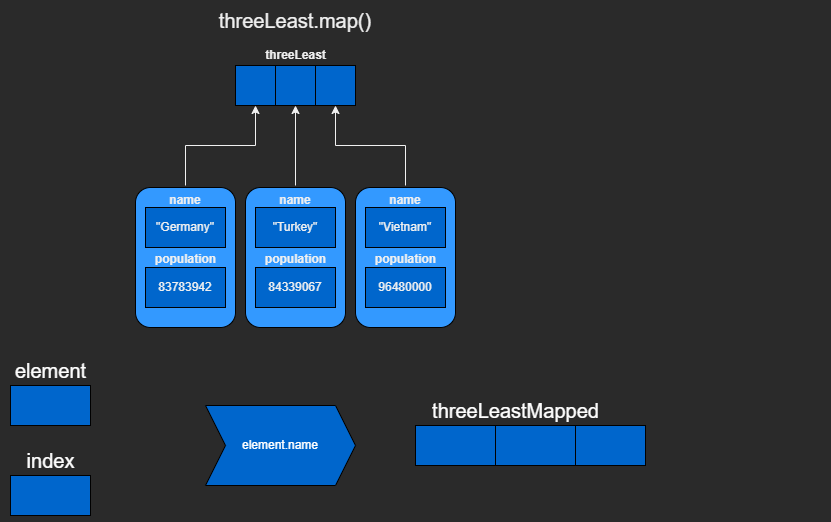 threeLeast.map()
threeLeast
name name name
"Germany" "Turkey" "Vietnam"
population population population
83783942 84339067 96480000
element
threeLeastMapped
element.name
index